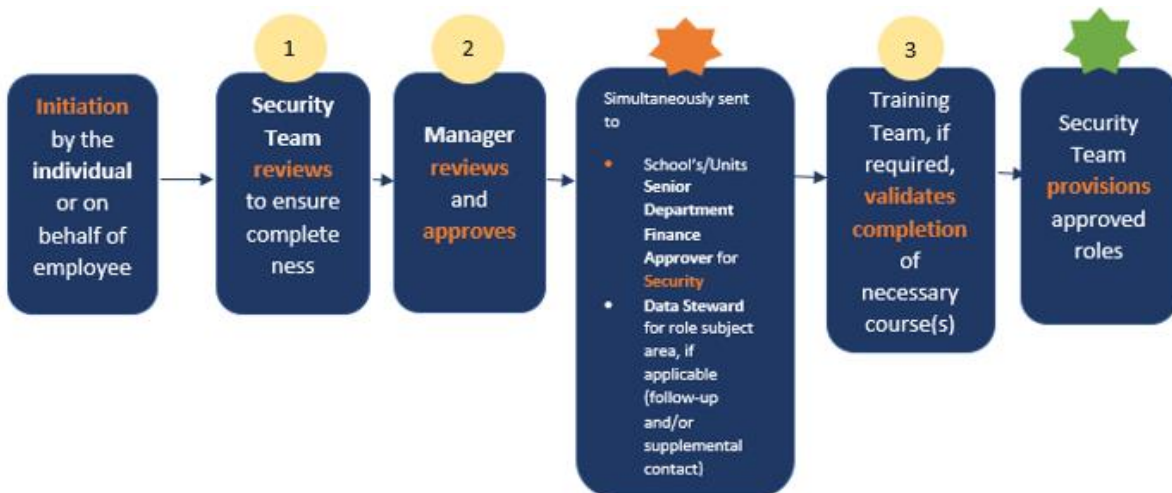 Initiation
by the
individual
or on
behalf of
employee
1
Security
Team
reviews
to ensure
complete
ness
2
Manager
reviews
and
approves
Simultaneously sent
to
• School's/Units
Senior
Department
Finance
Approver for
Security
• Data Steward
for role subject
area, if
applicable
(follow-up
and/or
supplemental
contact)
3
Training
Team, if
required,
validates
completion
of
necessary
course(s)
Security
Team
provisions
approved
roles